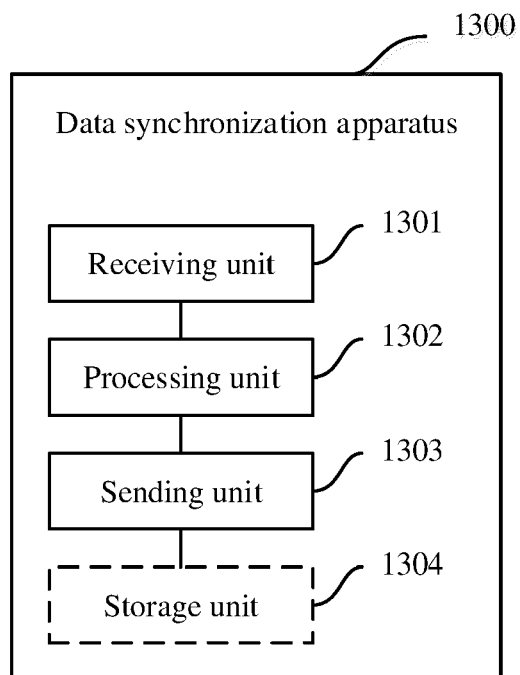 1300
Data synchronization apparatus
1301
Receiving unit
1302
Processing unit
1303
Sending unit
1304
Storage unit